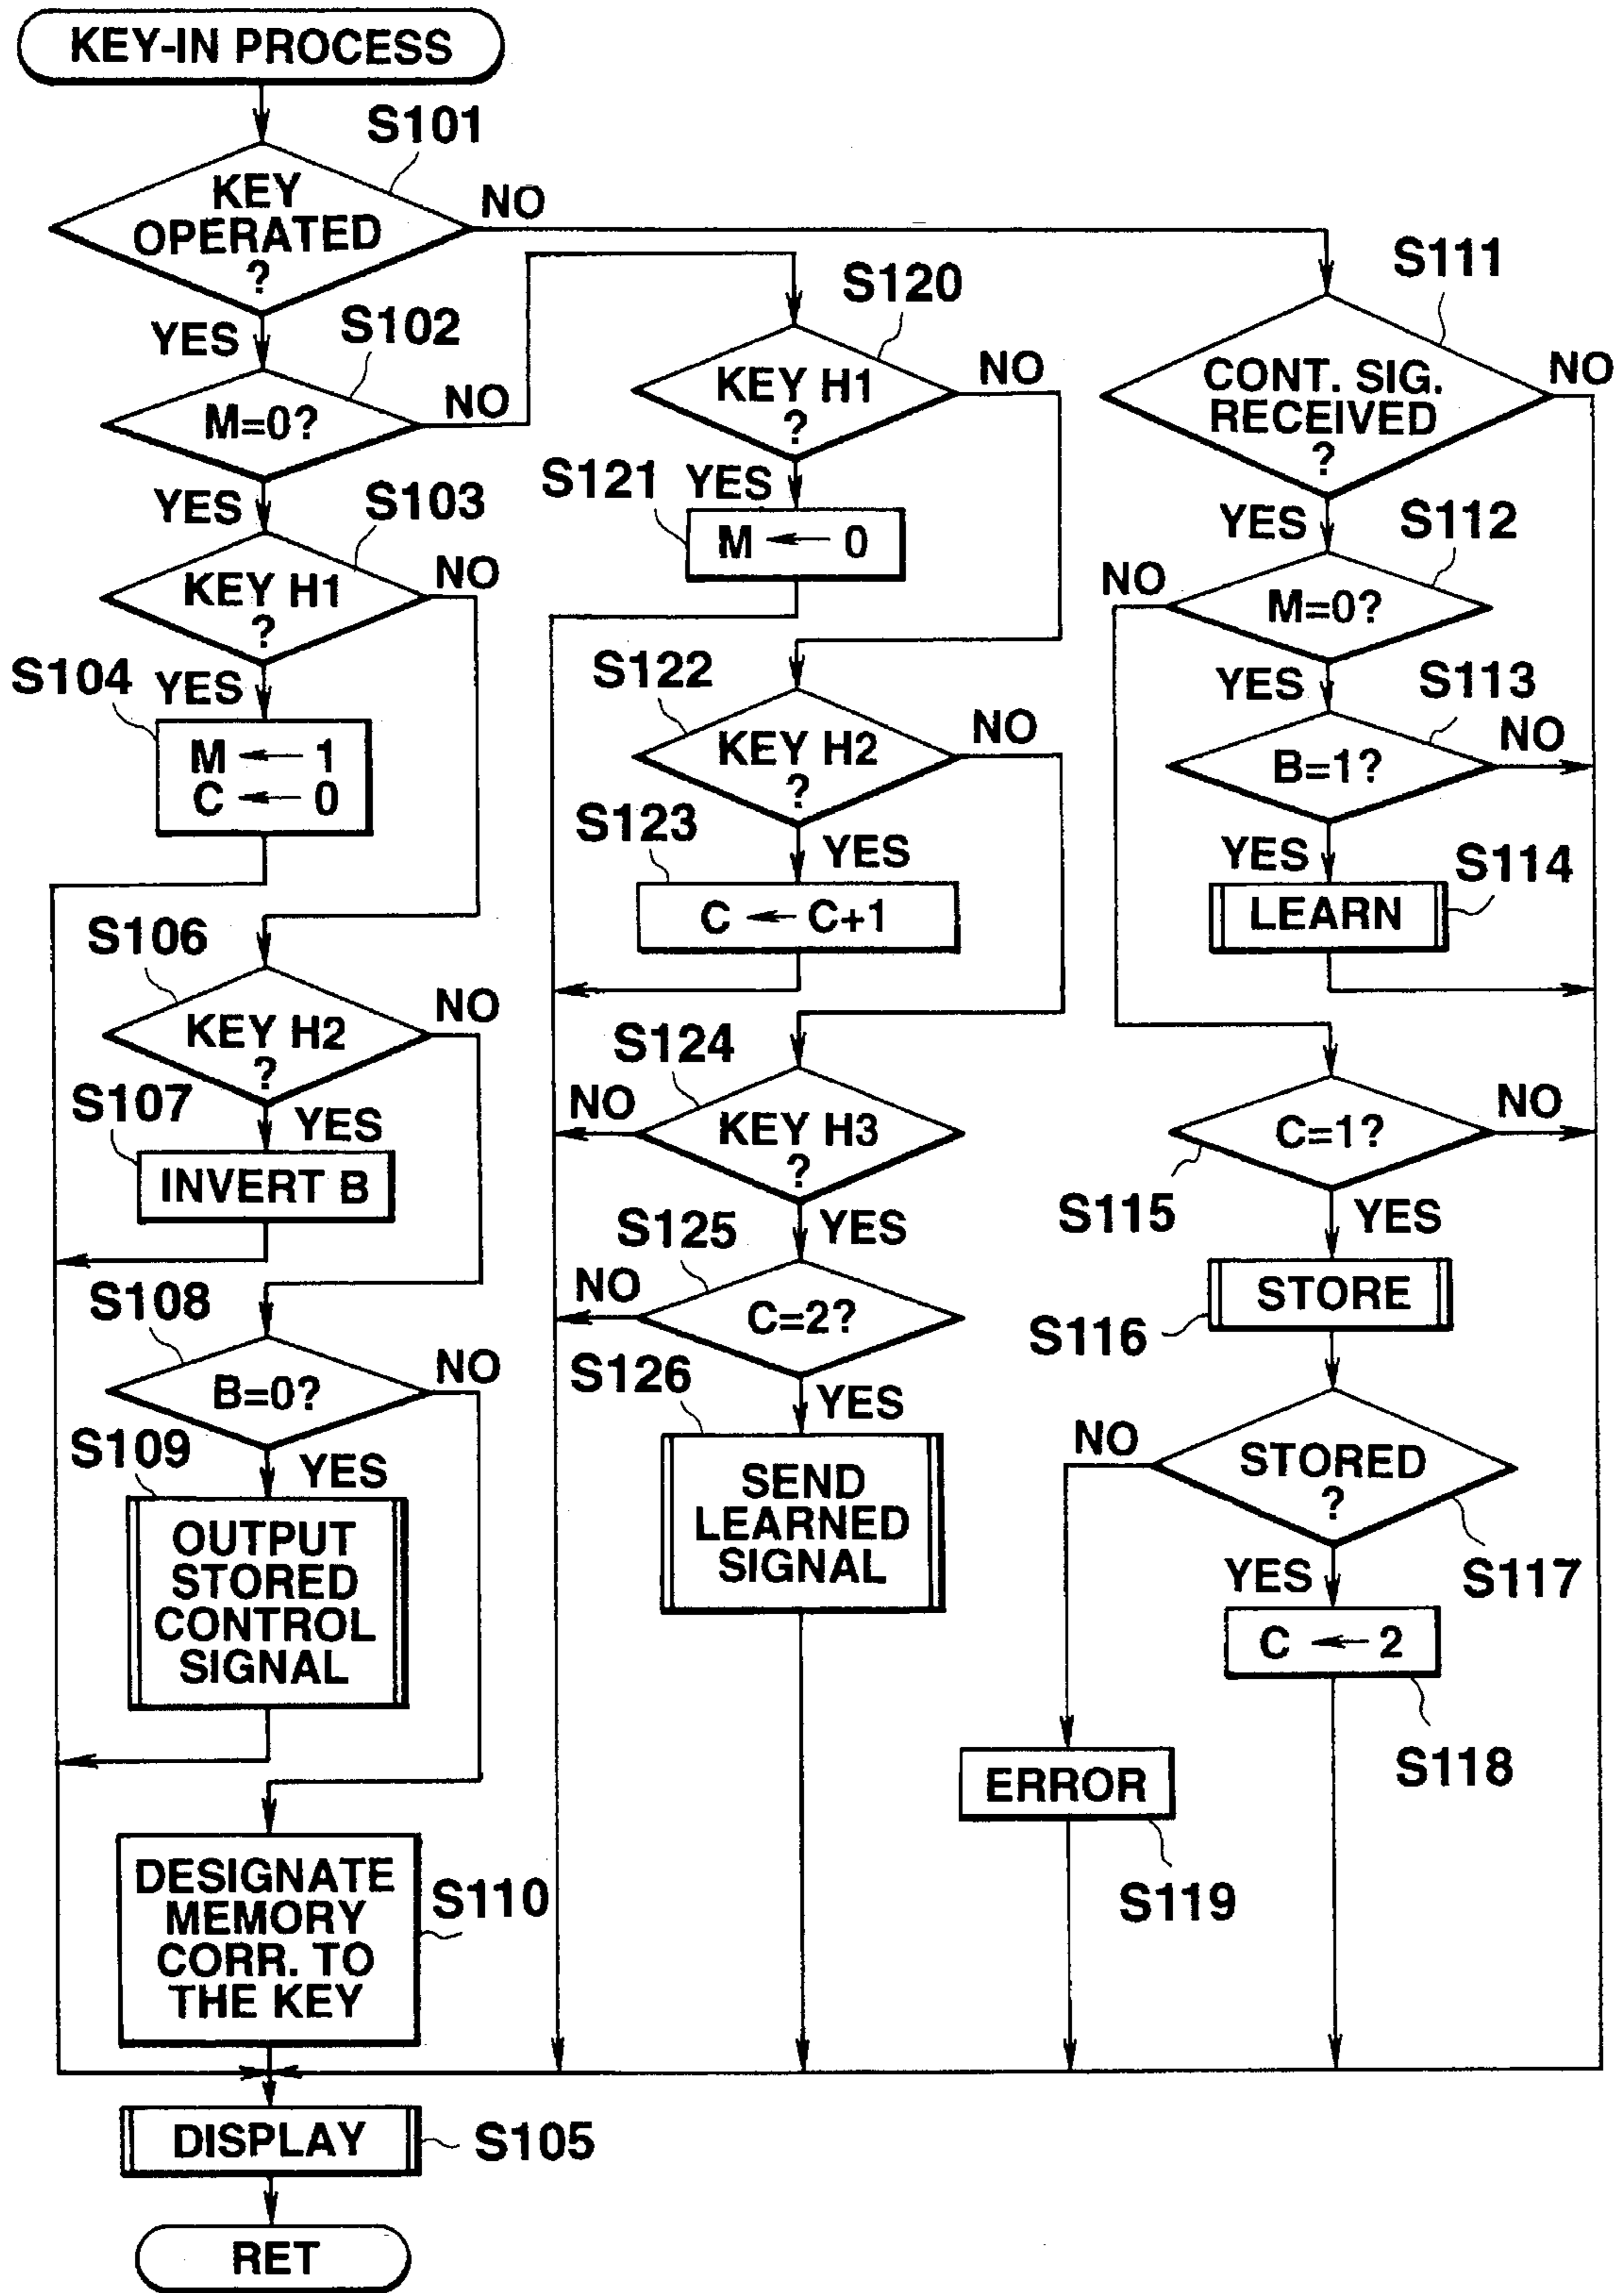 KEY-IN PROCESS
S101
KEY
OPERATED
?
NO
YES
S102
M=0?
NO
YES
S103
KEY H1
?
NO
S104
YES
M ← 1
C ← 0
S106
KEY H2
?
NO
S107
YES
INVERT B
S108
B=0?
NO
S109
YES
OUTPUT
STORED
CONTROL
SIGNAL
DESIGNATE
MEMORY
CORR. TO
THE KEY
S110
DISPLAY
S105
RET
S120
KEY H1
?
NO
S121
YES
M ← 0
S122
KEY H2
?
NO
S123
YES
C ← C+1
S124
KEY H3
?
NO
YES
S125
C=2?
NO
S126
YES
SEND
LEARNED
SIGNAL
S111
CONT. SIG.
RECEIVED
?
NO
YES
S112
M=0?
NO
YES
S113
B=1?
NO
YES
S114
LEARN
C=1?
NO
S115
YES
STORE
S116
STORED
?
NO
S117
YES
C ← 2
S118
ERROR
S119